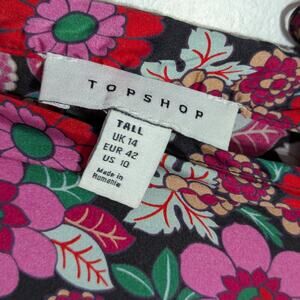 TOPSHOP
TALL
UK 14
EUR 42
US 10
Made in
Romania